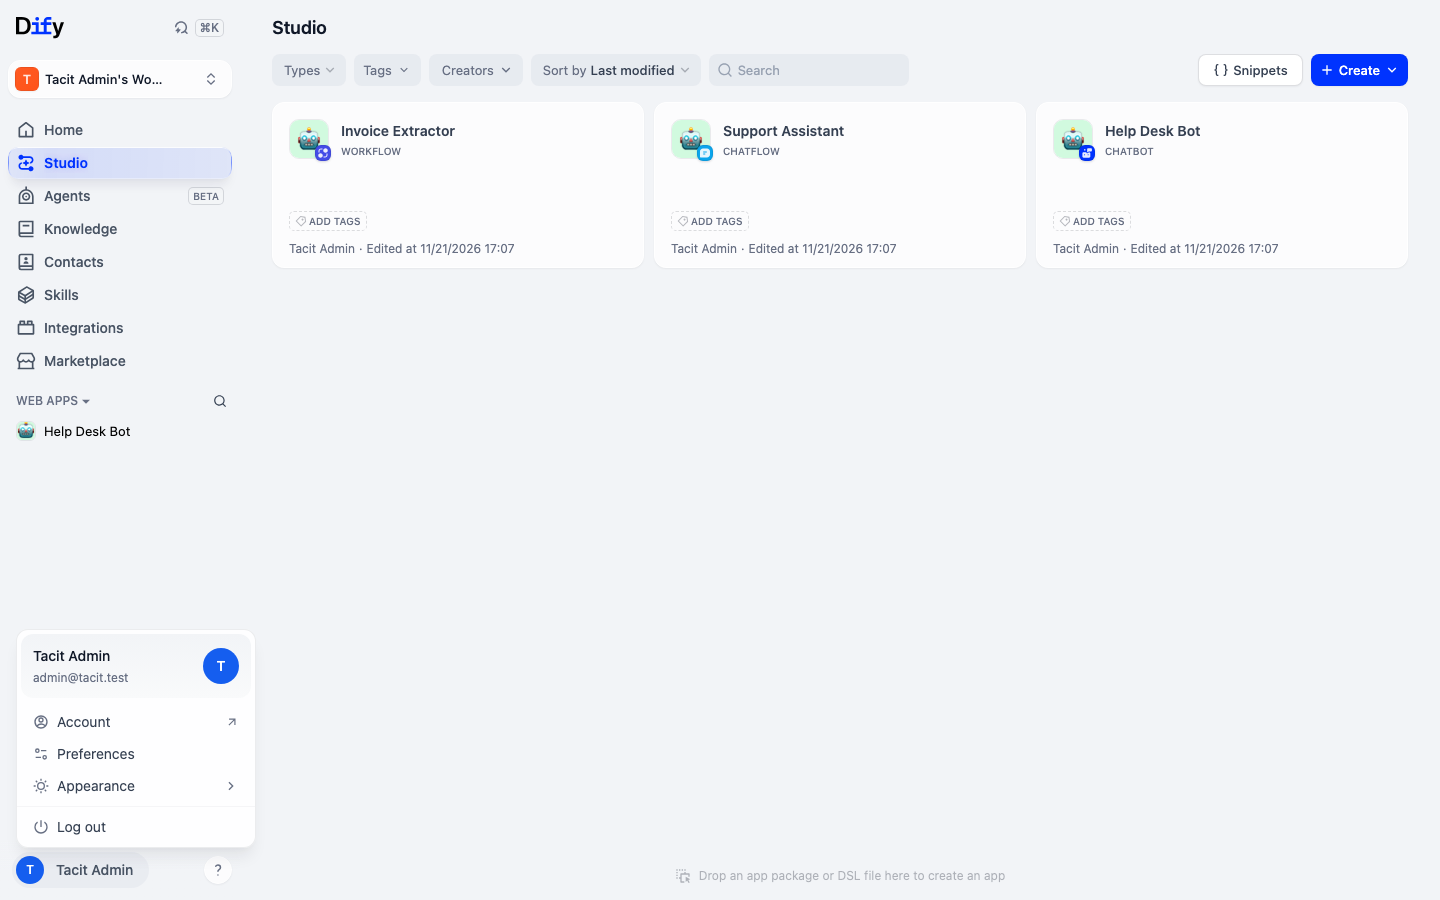 Dify
⌘K
T
Tacit Admin's Wo...
Home
Studio
Agents
BETA
Knowledge
Contacts
Skills
Integrations
Marketplace
WEB APPS
Help Desk Bot
Tacit Admin
admin@tacit.test
T
Account
Preferences
Appearance
Log out
T
Tacit Admin
?
Studio
Types
Tags
Creators
Sort by Last modified
Search
{ } Snippets
+ Create
Invoice Extractor
WORKFLOW
ADD TAGS
Tacit Admin · Edited at 11/21/2026 17:07
Support Assistant
CHATFLOW
ADD TAGS
Tacit Admin · Edited at 11/21/2026 17:07
Help Desk Bot
CHATBOT
ADD TAGS
Tacit Admin · Edited at 11/21/2026 17:07
Drop an app package or DSL file here to create an app